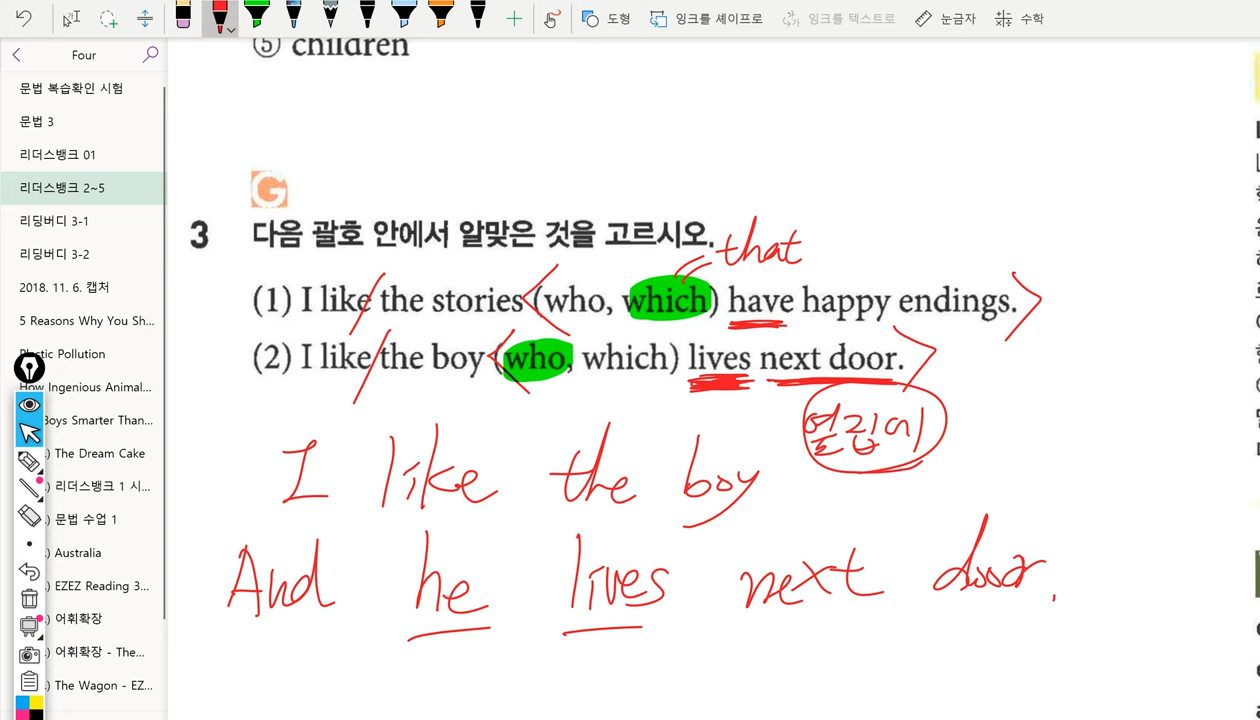 도형 잉크를 셰이프로 잉크를 텍스트로 눈금자 수학
Four
문법 복습확인 시험
문법 3
리더스뱅크 01
리더스뱅크 2~5
리딩버디 3-1
리딩버디 3-2
2018. 11. 6. 캡처
5 Reasons Why You Sh...
Plastic Pollution
How Ingenious Animal...
Boys Smarter Than...
.) The Dream Cake
.) 리더스뱅크 1 시...
.) 문법 수업 1
.) Australia
.) EZEZ Reading 3...
.) 어휘확장
.) 어휘확장 - The...
.) The Wagon - EZ...
⑤ children
G
3 다음 괄호 안에서 알맞은 것을 고르시오.
that
(1) I like the stories (who, which) have happy endings.
(2) I like the boy (who, which) lives next door.
옆집에
I like the boy
And he lives next door.